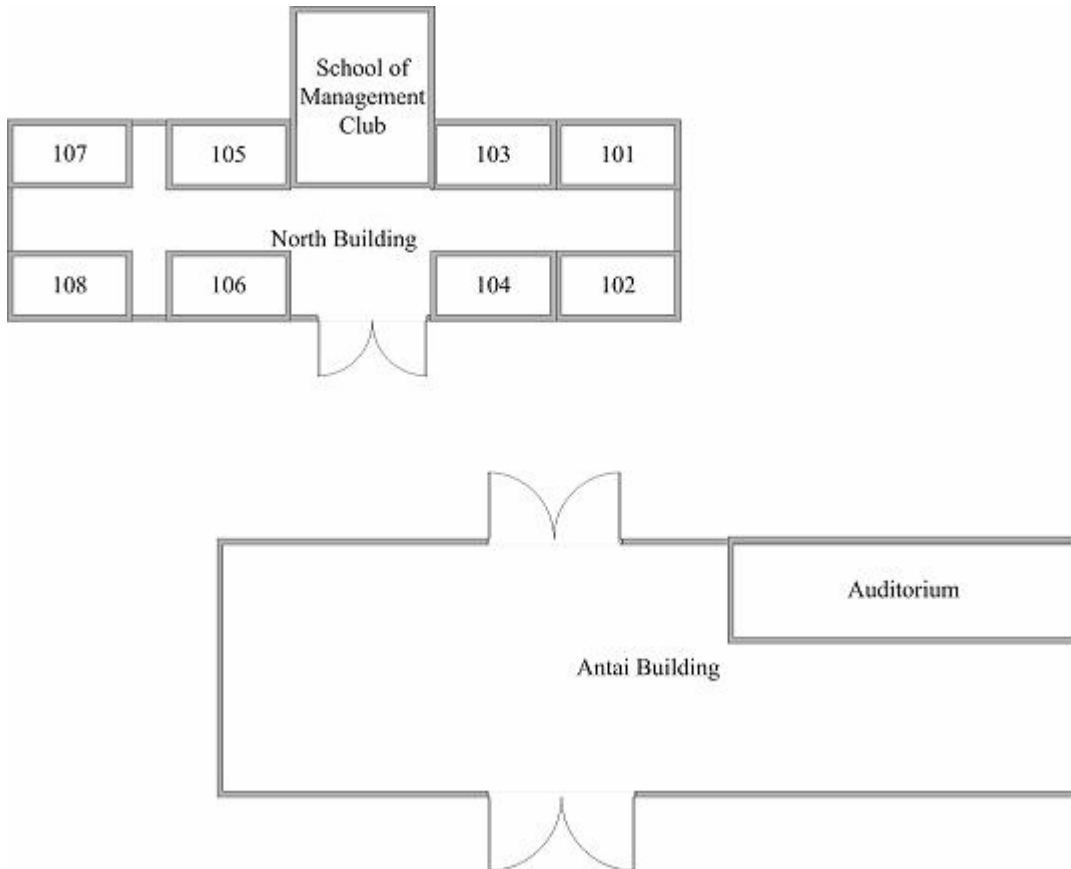 School of
Management
Club
107
105
103
101
North Building
108
106
104
102
Auditorium
Antai Building